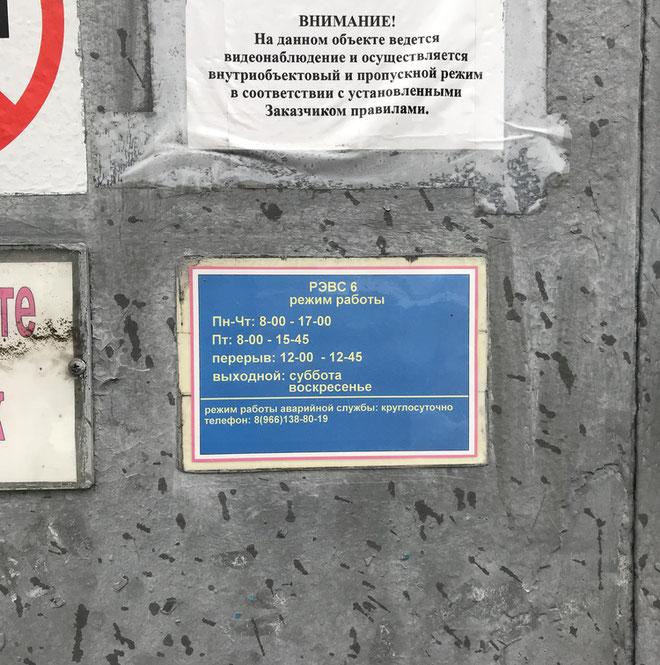 ВНИМАНИЕ!
На данном объекте ведется
видеонаблюдение и осуществляется
внутриобъектовый и пропускной режим
в соответствии с установленными
Заказчиком правилами.
РЭВС 6
режим работы
Пн-Чт: 8-00 - 17-00
Пт: 8-00 - 15-45
перерыв: 12-00 - 12-45
выходной: суббота
воскресенье
режим работы аварийной службы: круглосуточно
телефон: 8(966)138-80-19